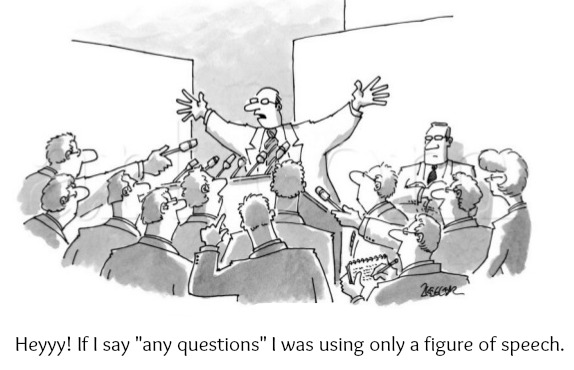 Heyyy! If I say "any questions" I was using only a figure of speech.